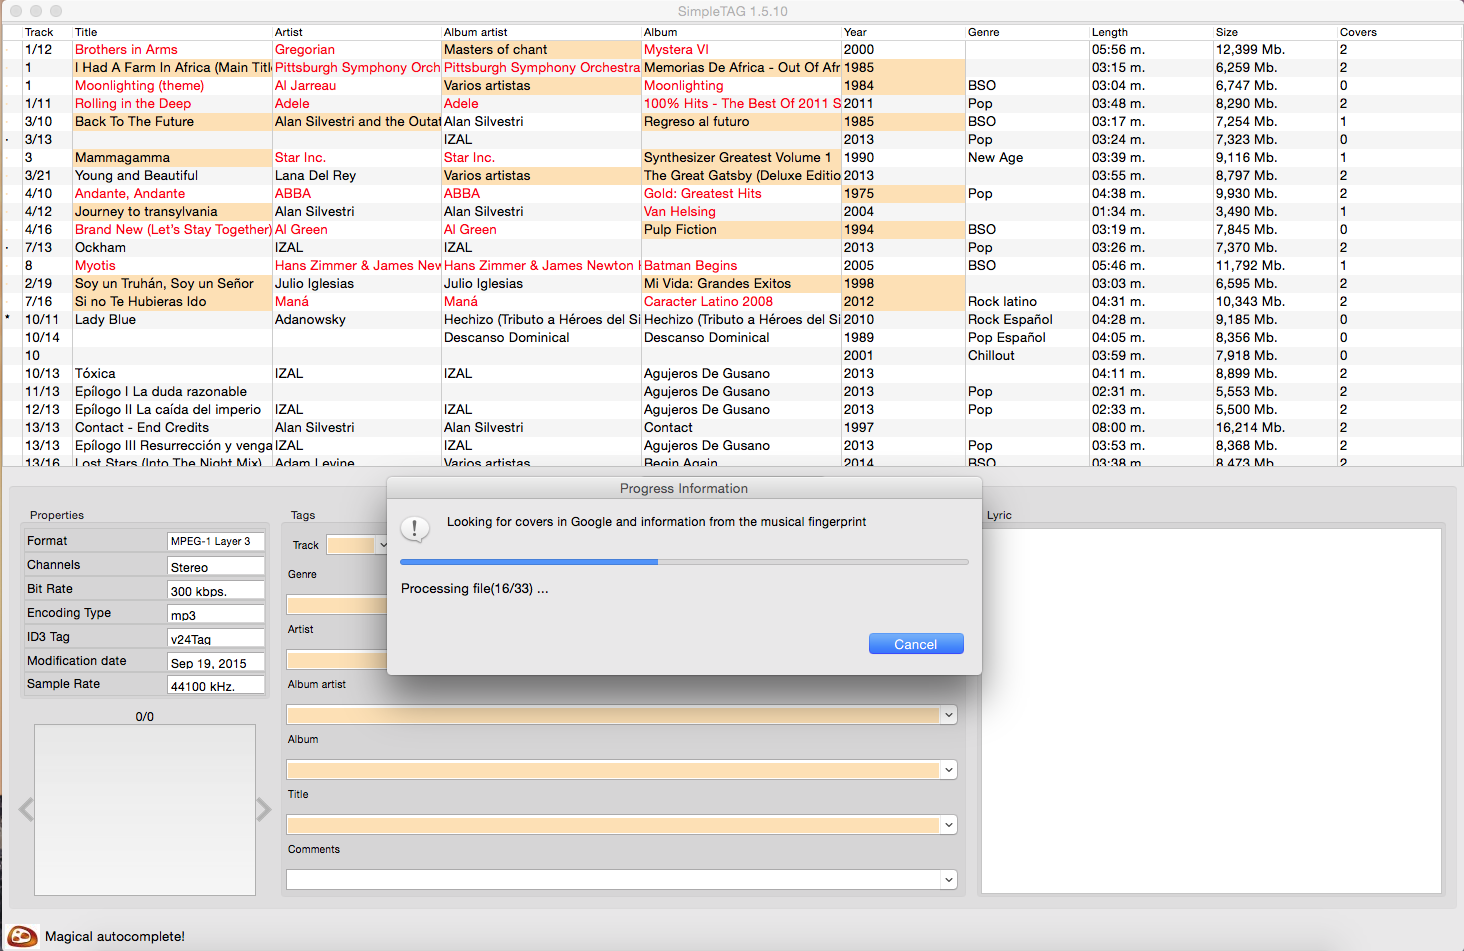 SimpleTAG 1.5.10
Track Title Artist Album artist Album Year Genre Length Size Covers
1/12 Brothers in Arms Gregorian Masters of chant Mystera VI 2000 05:56 m. 12,399 Mb. 2
1 I Had A Farm In Africa (Main Title Pittsburgh Symphony Orch Pittsburgh Symphony Orchestra Memorias De Africa - Out Of Afr 1985 03:15 m. 6,259 Mb. 2
1 Moonlighting (theme) Al Jarreau Varios artistas Moonlighting 1984 BSO 03:04 m. 6,747 Mb. 0
1/11 Rolling in the Deep Adele Adele 100% Hits - The Best Of 2011 S 2011 Pop 03:48 m. 8,290 Mb. 2
3/10 Back To The Future Alan Silvestri and the Outat Alan Silvestri Regreso al futuro 1985 BSO 03:17 m. 7,254 Mb. 1
3/13 IZAL 2013 Pop 03:24 m. 7,323 Mb. 0
3 Mammagamma Star Inc. Star Inc. Synthesizer Greatest Volume 1 1990 New Age 03:39 m. 9,116 Mb. 1
3/21 Young and Beautiful Lana Del Rey Varios artistas The Great Gatsby (Deluxe Editio 2013 03:55 m. 8,797 Mb. 2
4/10 Andante, Andante ABBA ABBA Gold: Greatest Hits 1975 Pop 04:38 m. 9,930 Mb. 2
4/12 Journey to transylvania Alan Silvestri Alan Silvestri Van Helsing 2004 01:34 m. 3,490 Mb. 1
4/16 Brand New (Let's Stay Together) Al Green Al Green Pulp Fiction 1994 BSO 03:19 m. 7,845 Mb. 0
7/13 Ockham IZAL IZAL 2013 Pop 03:26 m. 7,370 Mb. 2
8 Myotis Hans Zimmer & James New Hans Zimmer & James Newton H Batman Begins 2005 BSO 05:46 m. 11,792 Mb. 1
2/19 Soy un Truhán, Soy un Señor Julio Iglesias Julio Iglesias Mi Vida: Grandes Exitos 1998 03:03 m. 6,595 Mb. 2
7/16 Si no Te Hubieras Ido Maná Maná Caracter Latino 2008 2012 Rock latino 04:31 m. 10,343 Mb. 0
* 10/11 Lady Blue Adanowsky Hechizo (Tributo a Héroes del Si Hechizo (Tributo a Héroes del Si 2010 Rock Español 04:28 m. 9,185 Mb. 0
10/14 Descanso Dominical Descanso Dominical 1989 Pop Español 04:05 m. 8,356 Mb. 0
10 2001 Chillout 03:59 m. 7,918 Mb. 0
10/13 Tóxica IZAL IZAL Agujeros De Gusano 2013 04:11 m. 8,899 Mb. 2
11/13 Epílogo I La duda razonable Agujeros De Gusano 2013 Pop 02:31 m. 5,553 Mb. 2
12/13 Epílogo II La caída del imperio IZAL IZAL Agujeros De Gusano 2013 Pop 02:33 m. 5,500 Mb. 2
13/13 Contact - End Credits Alan Silvestri Alan Silvestri Contact 1997 08:00 m. 16,214 Mb. 2
13/13 Epílogo III Resurrección y venga IZAL IZAL Agujeros De Gusano 2013 Pop 03:53 m. 8,368 Mb. 2
13/16 Lost Stars (Into The Night Mix) Adam Levine Varios artistas Begin Again 2014 BSO 03:38 m. 8,473 Mb. 2
Progress Information
Looking for covers in Google and information from the musical fingerprint
Processing file(16/33) ...
Cancel
Properties
Format MPEG-1 Layer 3
Channels Stereo
Bit Rate 300 kbps.
Encoding Type mp3
ID3 Tag v24Tag
Modification date Sep 19, 2015
Sample Rate 44100 kHz.
0/0
Tags
Track
Genre
Artist
Album artist
Album
Title
Comments
Lyric
Magical autocomplete!